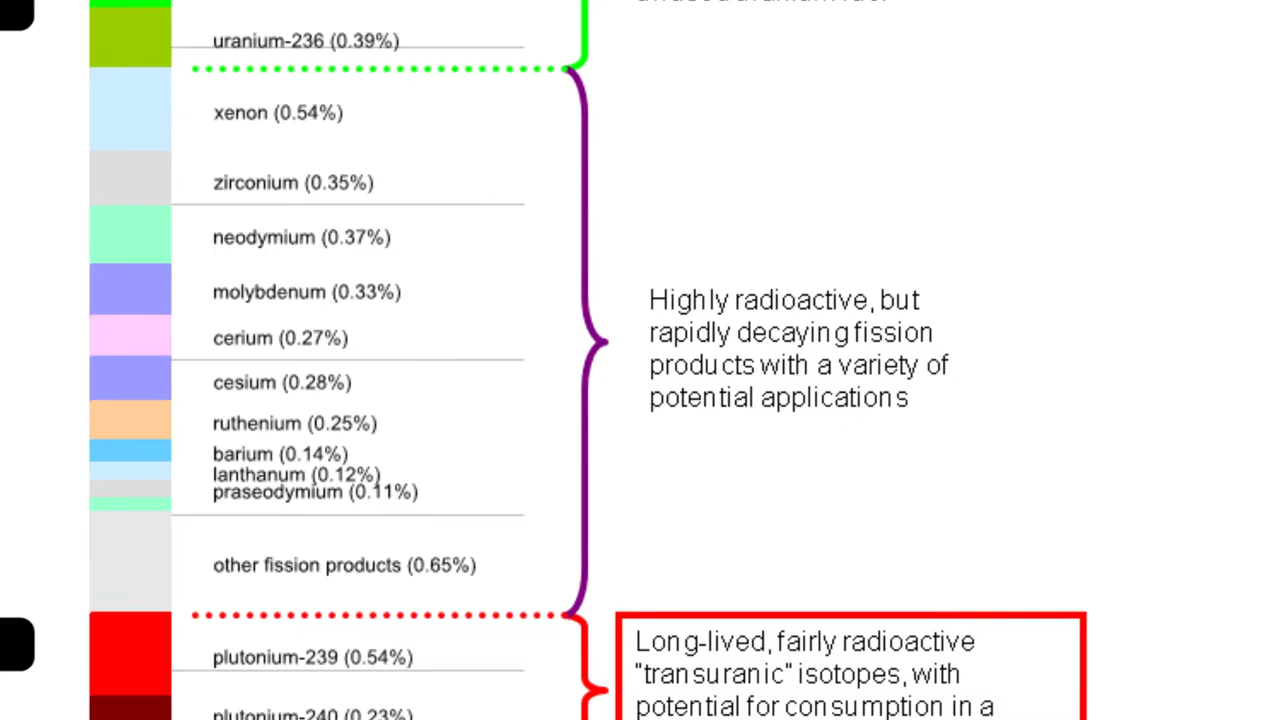 uranium-236 (0.39%)
xenon (0.54%)
zirconium (0.35%)
neodymium (0.37%)
molybdenum (0.33%)
cerium (0.27%)
cesium (0.28%)
ruthenium (0.25%)
barium (0.14%)
lanthanum (0.12%)
praseodymium (0.11%)
other fission products (0.65%)
Highly radioactive, but
rapidly decaying fission
products with a variety of
potential applications
plutonium-239 (0.54%)
plutonium-240 (0.23%)
Long-lived, fairly radioactive
"transuranic" isotopes, with
potential for consumption in a